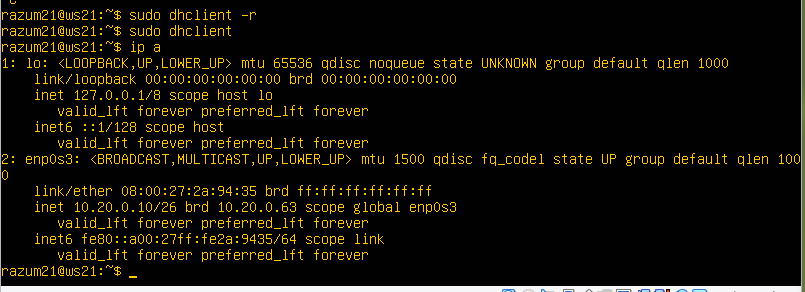 razum21@ws21:~$ sudo dhclient -r
razum21@ws21:~$ sudo dhclient
razum21@ws21:~$ ip a
1: lo: <LOOPBACK,UP,LOWER_UP> mtu 65536 qdisc noqueue state UNKNOWN group default qlen 1000
    link/loopback 00:00:00:00:00:00 brd 00:00:00:00:00:00
    inet 127.0.0.1/8 scope host lo
       valid_lft forever preferred_lft forever
    inet6 ::1/128 scope host
       valid_lft forever preferred_lft forever
2: enp0s3: <BROADCAST,MULTICAST,UP,LOWER_UP> mtu 1500 qdisc fq_codel state UP group default qlen 100
0
    link/ether 08:00:27:2a:94:35 brd ff:ff:ff:ff:ff:ff
    inet 10.20.0.10/26 brd 10.20.0.63 scope global enp0s3
       valid_lft forever preferred_lft forever
    inet6 fe80::a00:27ff:fe2a:9435/64 scope link
       valid_lft forever preferred_lft forever
razum21@ws21:~$ _